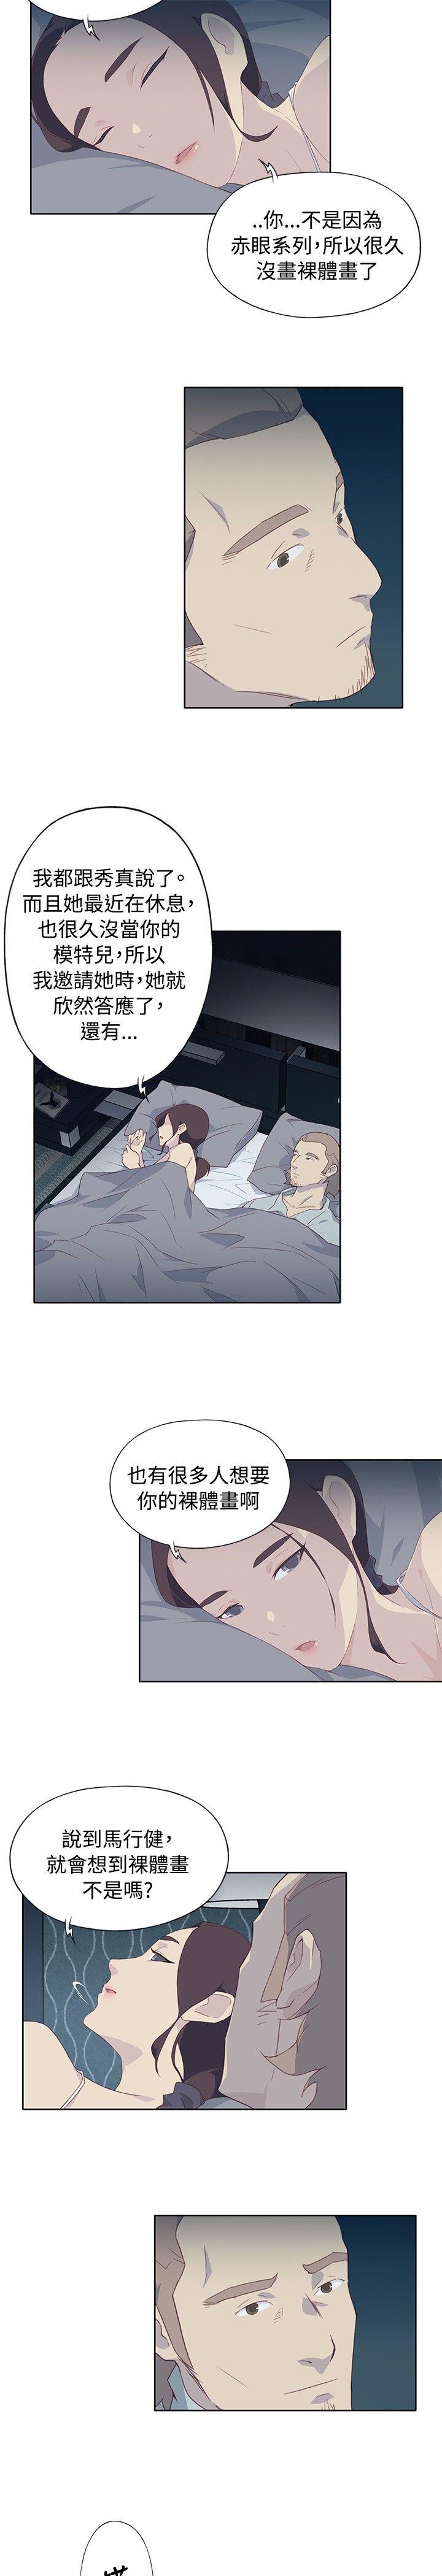 ..你...不是因為
赤眼系列,所以很久
沒畫裸體畫了
我都跟秀真說了。
而且她最近在休息,
也很久沒當你的
模特兒,所以
我邀請她時,她就
欣然答應了,
還有...
也有很多人想要
你的裸體畫啊
說到馬行健,
就會想到裸體畫
不是嗎?